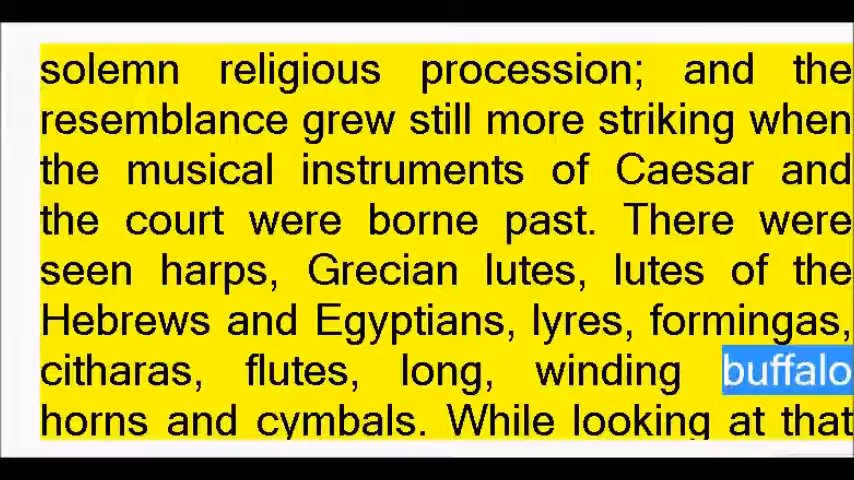 solemn religious procession; and the
resemblance grew still more striking when
the musical instruments of Caesar and
the court were borne past. There were
seen harps, Grecian lutes, lutes of the
Hebrews and Egyptians, lyres, formingas,
citharas, flutes, long, winding buffalo
horns and cymbals. While looking at that